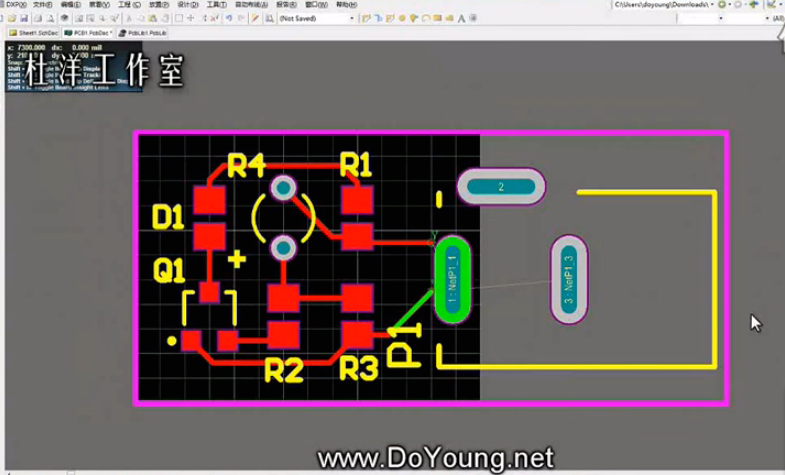 DXP(X) 文件(F) 编辑(E) 察看(V) 工程(C) 放置(P) 设计(D) 工具(T) 自动布线(A) 报告(R) 窗口(W) 帮助(H)
C:\Users\doyoung\Downloads\
(Not Saved)
(All)
Sheet1.SchDoc PCB1.PcbDoc * PcbLib1.PcbLib
x: 7300.000 dx: 0.000 mil
杜洋工作室
R4
R1
2
D1
Y
+
Q1
1 : NetP1_1
3 : NetP1_3
P1
R2
R3
www.DoYoung.net